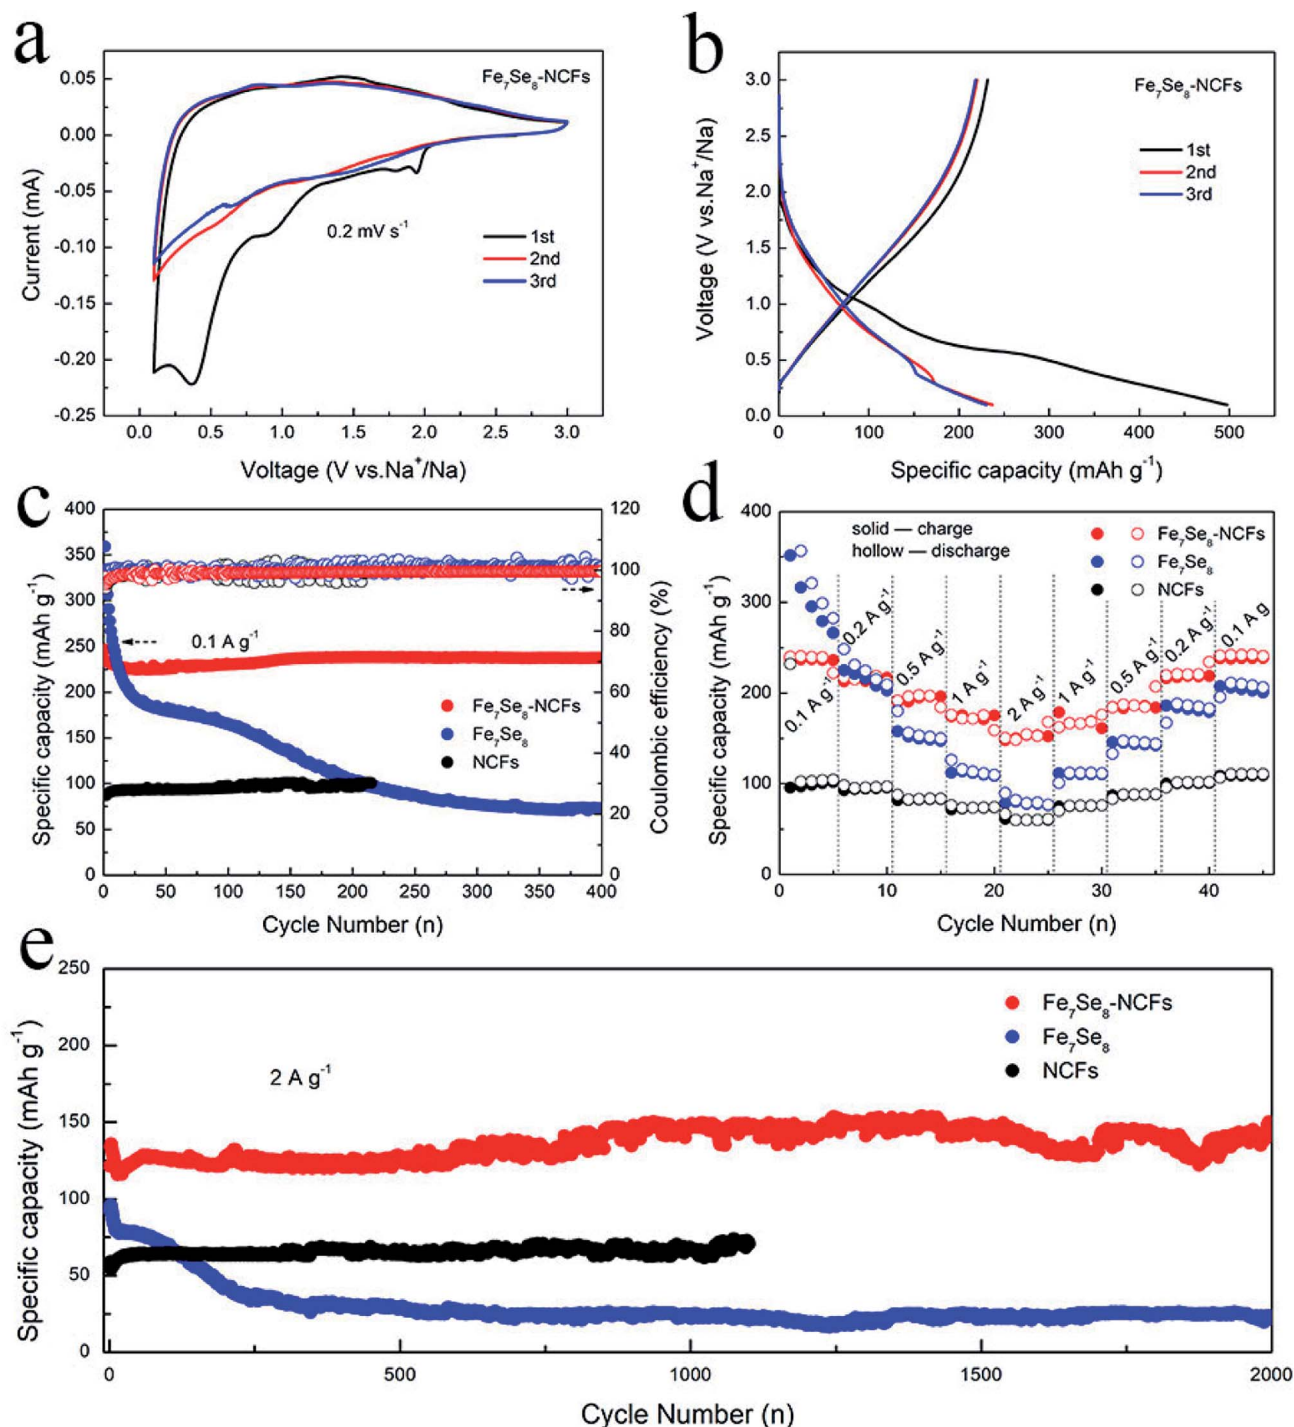 a
Fe₇Se₈-NCFs
0.2 mV s⁻¹
1st
2nd
3rd
0.05
0.00
-0.05
-0.10
-0.15
-0.20
-0.25
Current (mA)
0.0 0.5 1.0 1.5 2.0 2.5 3.0
Voltage (V vs.Na⁺/Na)
b
Fe₇Se₈-NCFs
1st
2nd
3rd
3.0
2.5
2.0
1.5
1.0
0.5
0.0
Voltage (V vs.Na⁺/Na)
0 100 200 300 400 500
Specific capacity (mAh g⁻¹)
c
400
350
300
250
200
150
100
50
0
Specific capacity (mAh g⁻¹)
0.1 A g⁻¹
Fe₇Se₈-NCFs
Fe₇Se₈
NCFs
120
100
80
60
40
20
0
Coulombic efficiency (%)
0 50 100 150 200 250 300 350 400
Cycle Number (n)
d
400
300
200
100
0
Specific capacity (mAh g⁻¹)
solid — charge
hollow — discharge
Fe₇Se₈-NCFs
Fe₇Se₈
NCFs
0.1 A g⁻¹
0.2 A g⁻¹
0.5 A g⁻¹
1 A g⁻¹
2 A g⁻¹
1 A g⁻¹
0.5 A g⁻¹
0.2 A g⁻¹
0.1 A g
0 10 20 30 40
Cycle Number (n)
e
250
200
150
100
50
0
Specific capacity (mAh g⁻¹)
2 A g⁻¹
Fe₇Se₈-NCFs
Fe₇Se₈
NCFs
0 500 1000 1500 2000
Cycle Number (n)